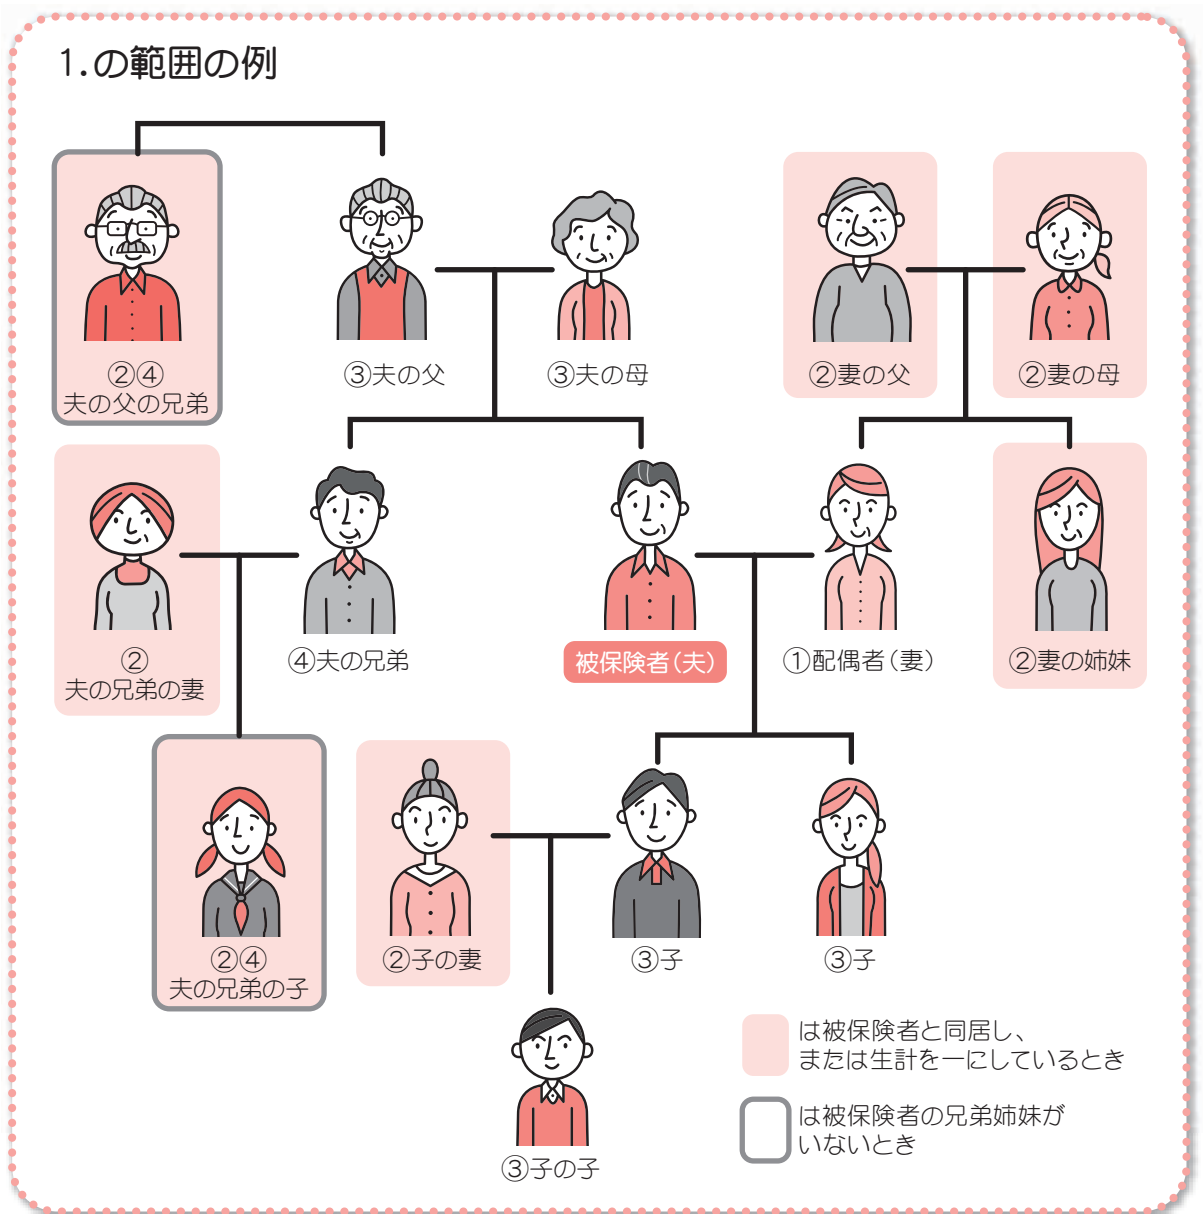 1.の範囲の例
②④
夫の父の兄弟
③夫の父
③夫の母
②妻の父
②妻の母
②
夫の兄弟の妻
④夫の兄弟
被保険者(夫)
①配偶者(妻)
②妻の姉妹
②④
夫の兄弟の子
②子の妻
③子
③子
③子の子
は被保険者と同居し、
または生計を一にしているとき
は被保険者の兄弟姉妹が
いないとき